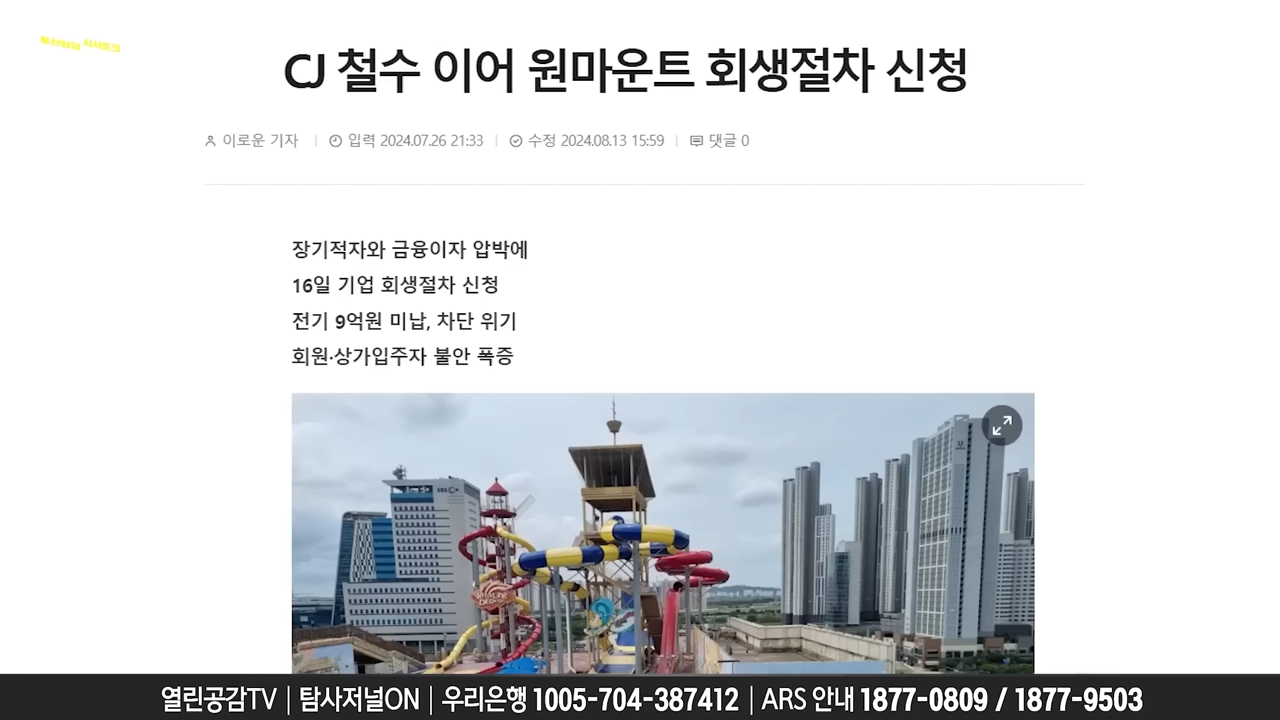 CJ 철수 이어 원마운트 회생절차 신청
이로운 기자 | 입력 2024.07.26 21:33 | 수정 2024.08.13 15:59 | 댓글 0
장기적자와 금융이자 압박에
16일 기업 회생절차 신청
전기 9억원 미납, 차단 위기
회원·상가입주자 불안 폭증
열린공감TV | 탐사저널ON | 우리은행 1005-704-387412 | ARS 안내 1877-0809 / 1877-9503